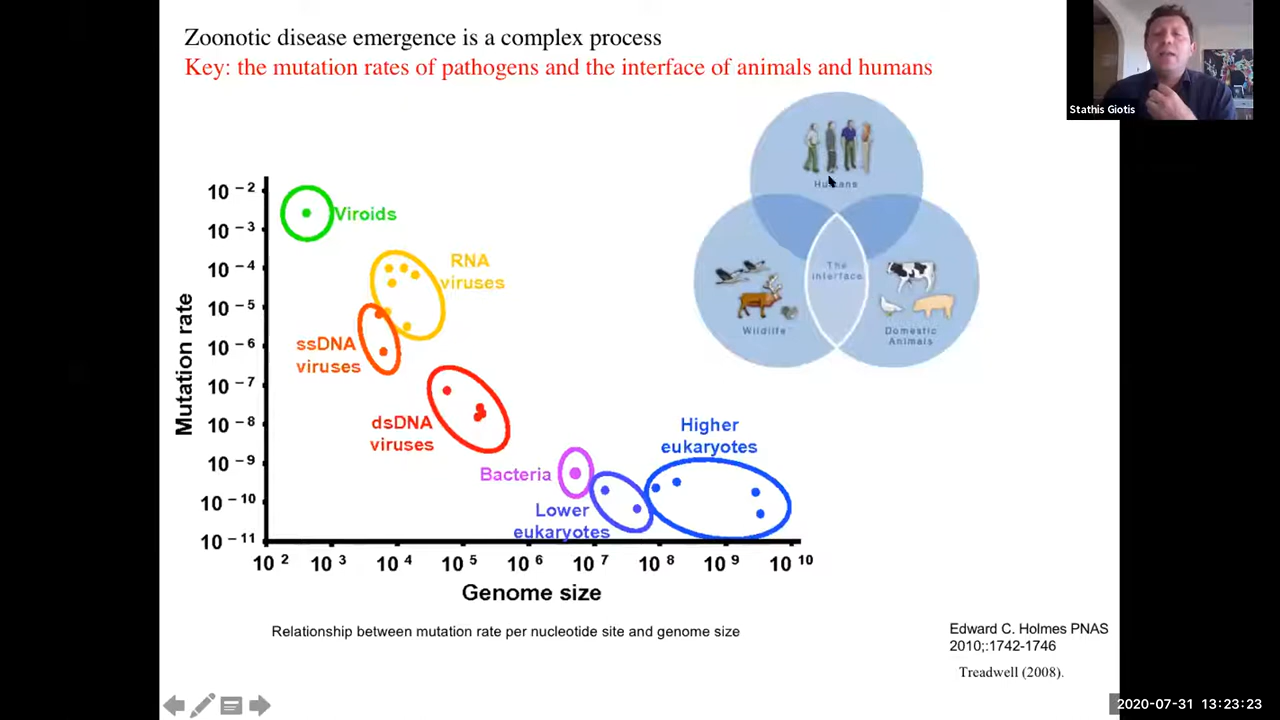 Zoonotic disease emergence is a complex process
Key: the mutation rates of pathogens and the interface of animals and humans
Stathis Giotis
Humans
The
Interface
Wildlife
Domestic
Animals
Mutation rate
10 −2
10 −3
10 −4
10 −5
10 −6
10 −7
10 −8
10 −9
10 −10
10 −11
Viroids
RNA
viruses
ssDNA
viruses
dsDNA
viruses
Bacteria
Lower
eukaryotes
Higher
eukaryotes
10 2
10 3
10 4
10 5
10 6
10 7
10 8
10 9
10 10
Genome size
Relationship between mutation rate per nucleotide site and genome size
Edward C. Holmes PNAS
2010;:1742-1746
Treadwell (2008).
2020-07-31 13:23:23